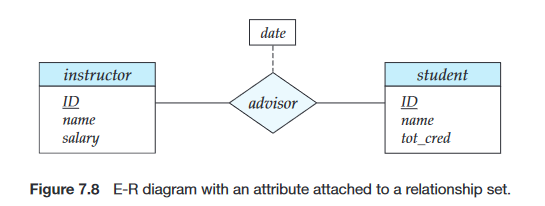 date
instructor
ID
name
salary
advisor
student
ID
name
tot_cred
Figure 7.8 E-R diagram with an attribute attached to a relationship set.